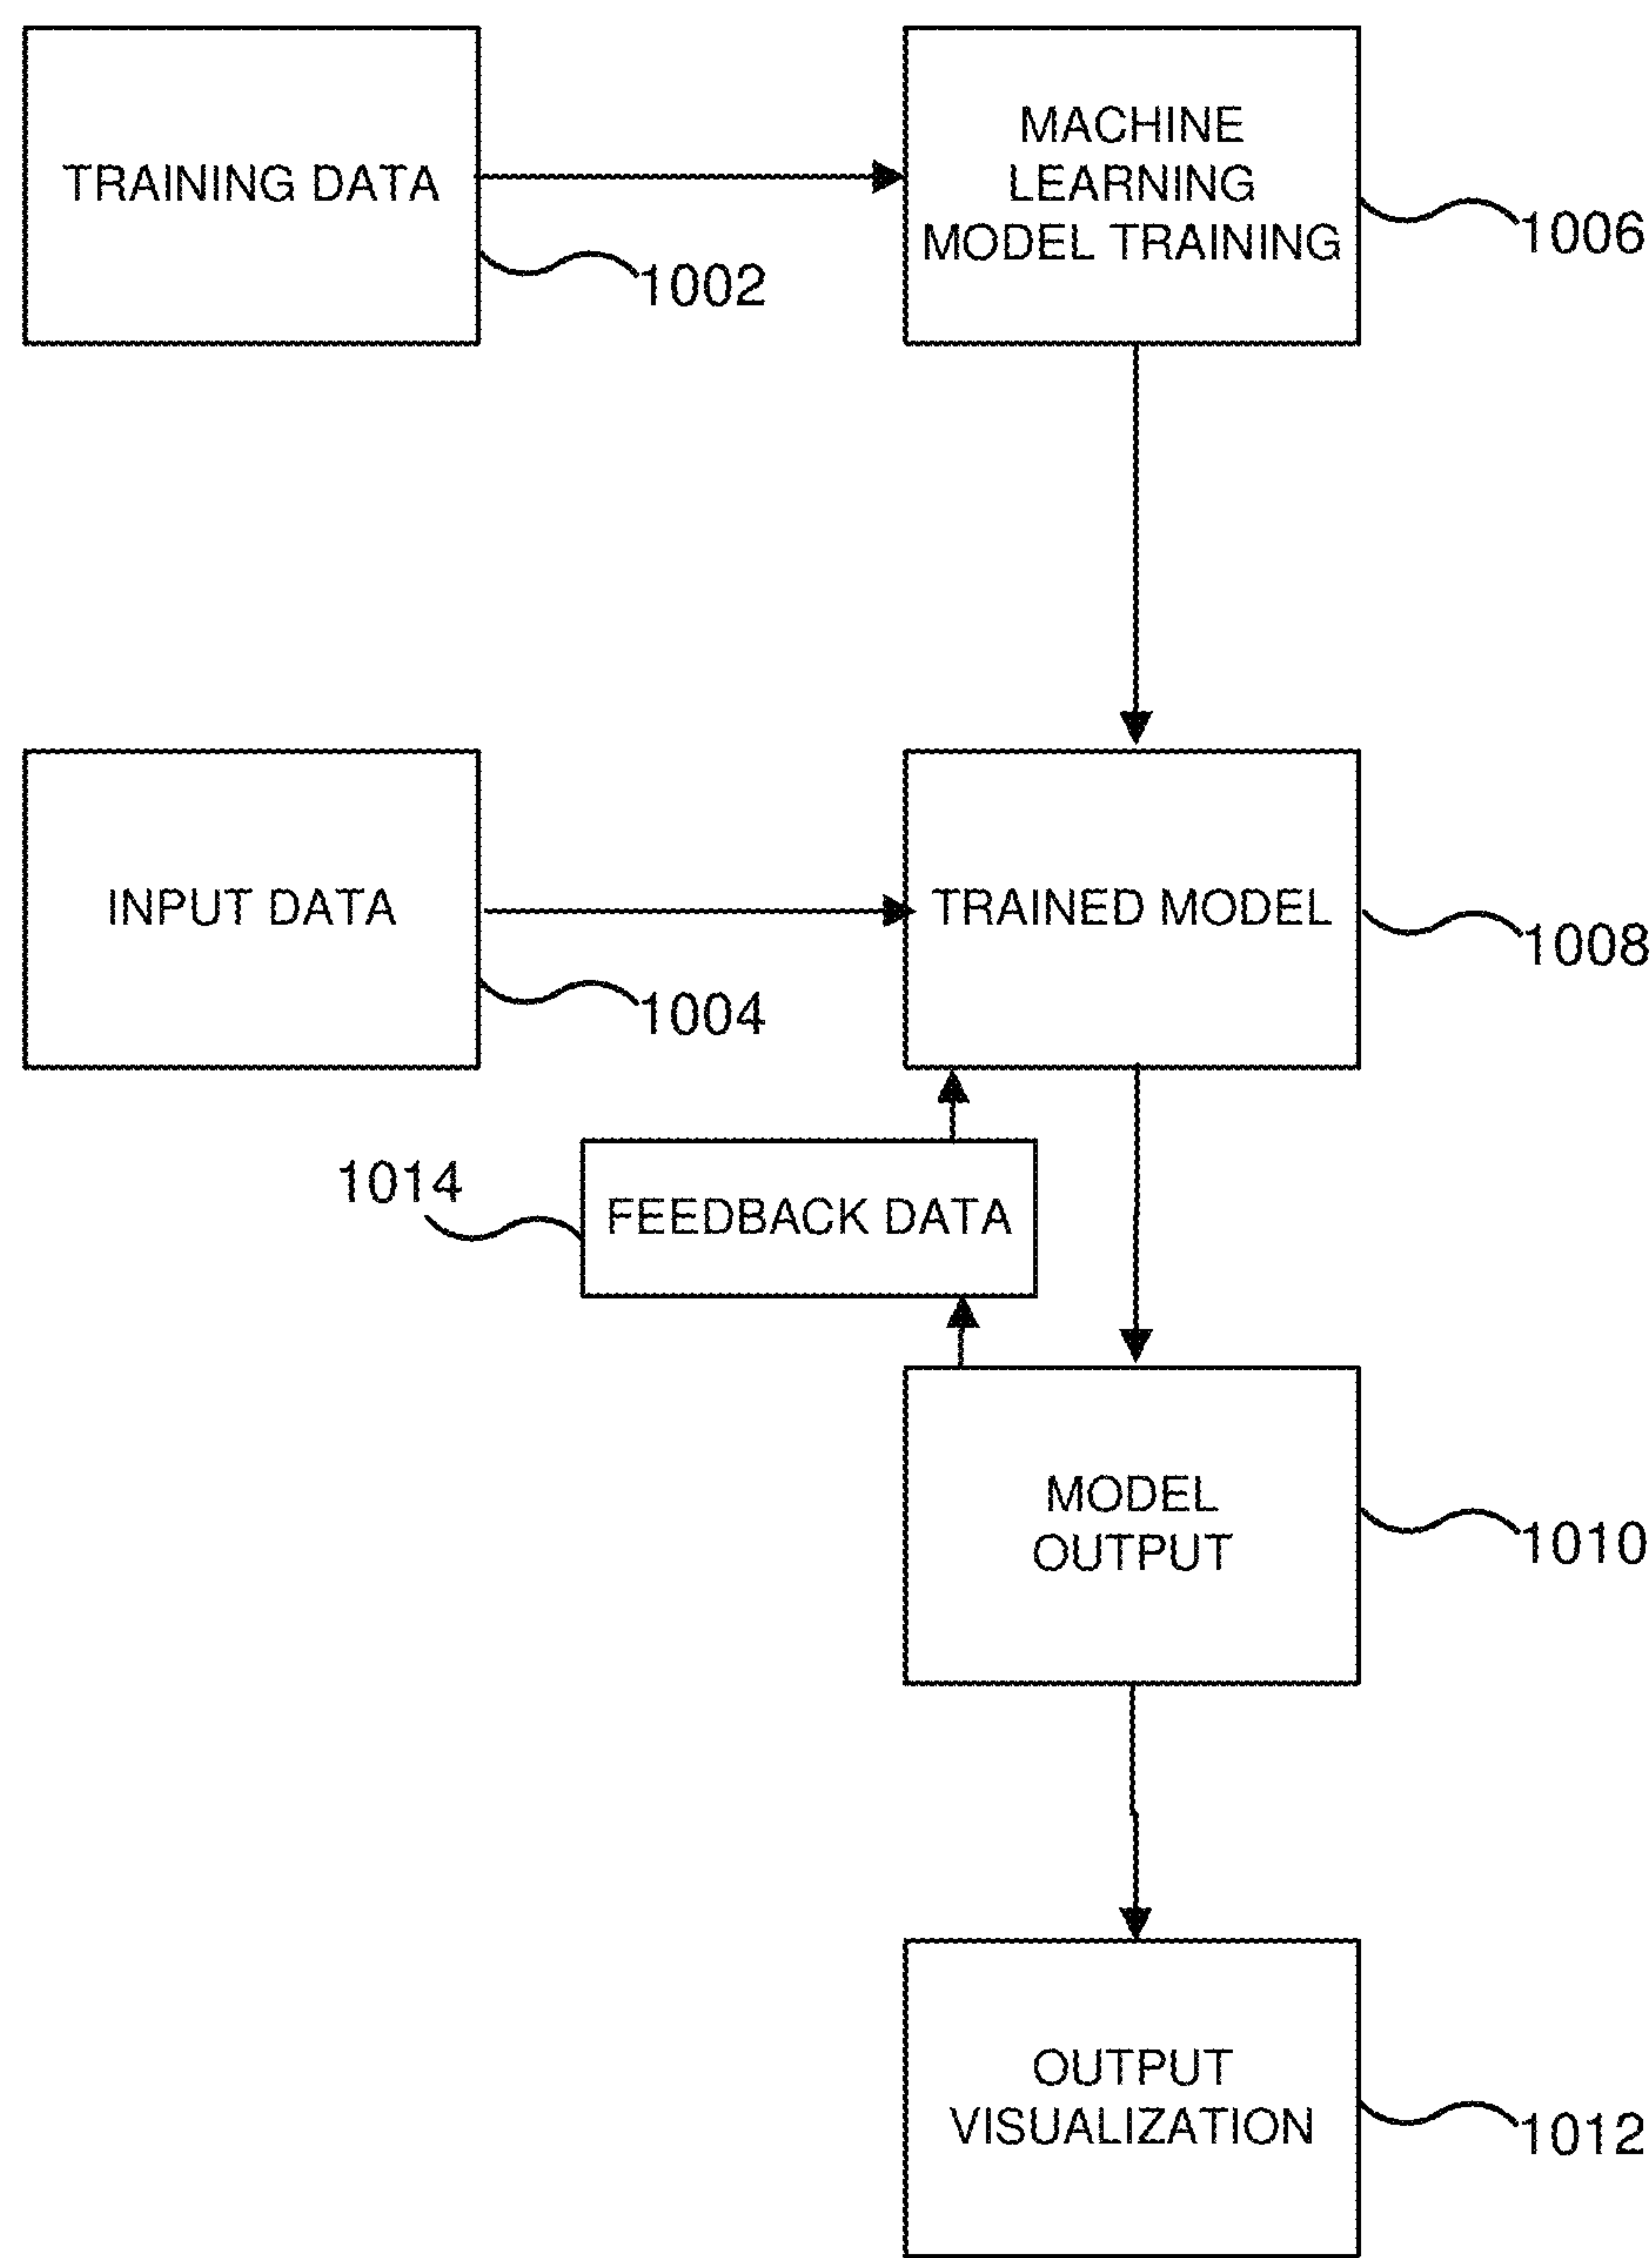 TRAINING DATA
1002
MACHINE
LEARNING
MODEL TRAINING
1006
INPUT DATA
1004
TRAINED MODEL
1008
1014
FEEDBACK DATA
MODEL
OUTPUT
1010
OUTPUT
VISUALIZATION
1012